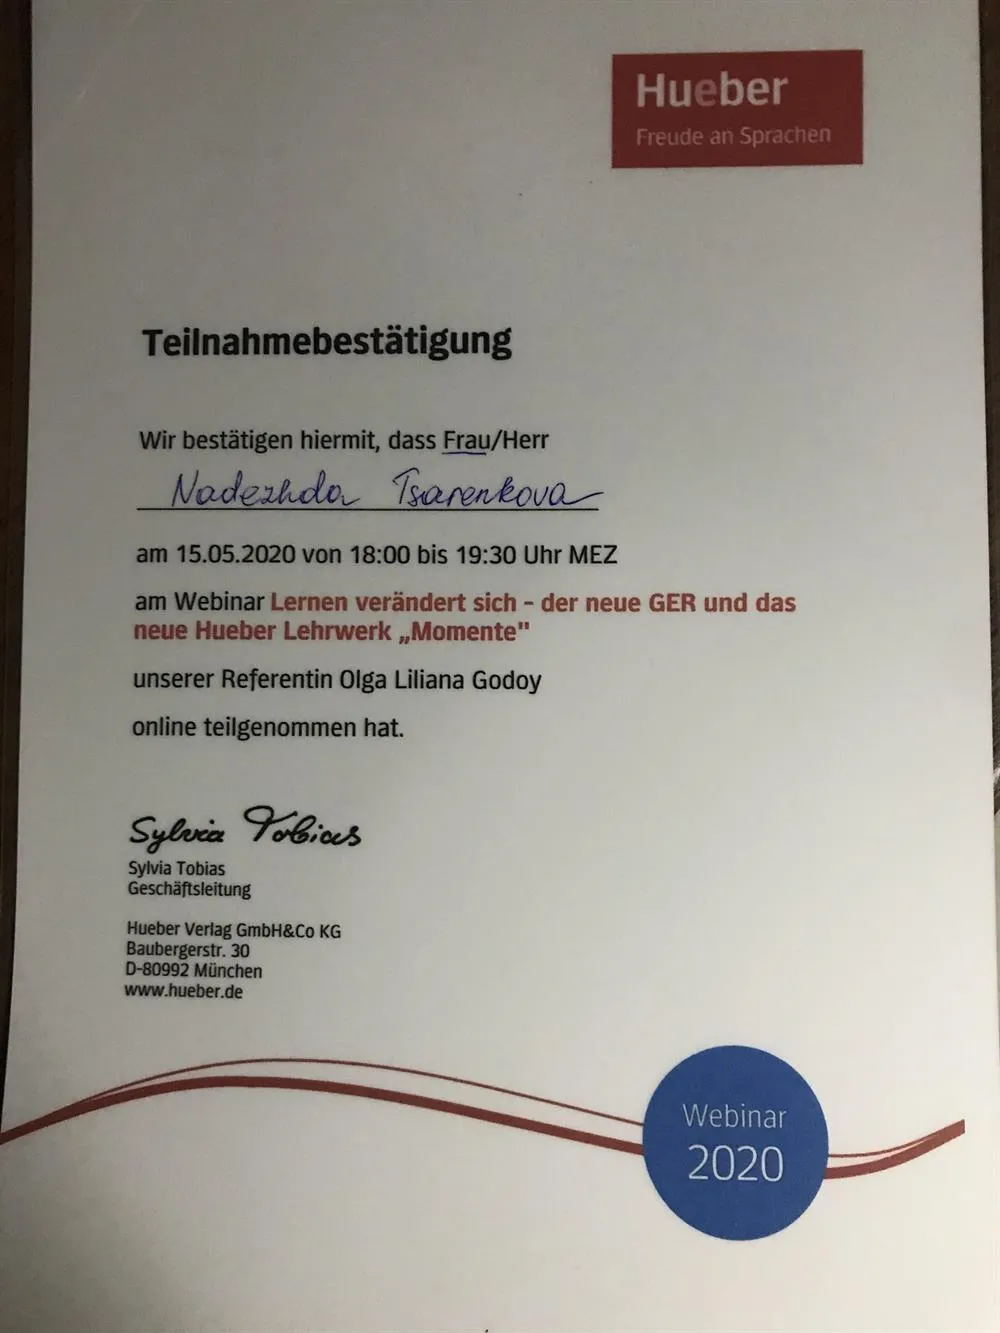 Hueber
Freude an Sprachen
Teilnahmebestätigung
Wir bestätigen hiermit, dass Frau/Herr
Nadezhda Tsarenkova
am 15.05.2020 von 18:00 bis 19:30 Uhr MEZ
am Webinar Lernen verändert sich - der neue GER und das
neue Hueber Lehrwerk „Momente"
unserer Referentin Olga Liliana Godoy
online teilgenommen hat.
Sylvia Tobias
Sylvia Tobias
Geschäftsleitung
Hueber Verlag GmbH&Co KG
Baubergerstr. 30
D-80992 München
www.hueber.de
Webinar
2020